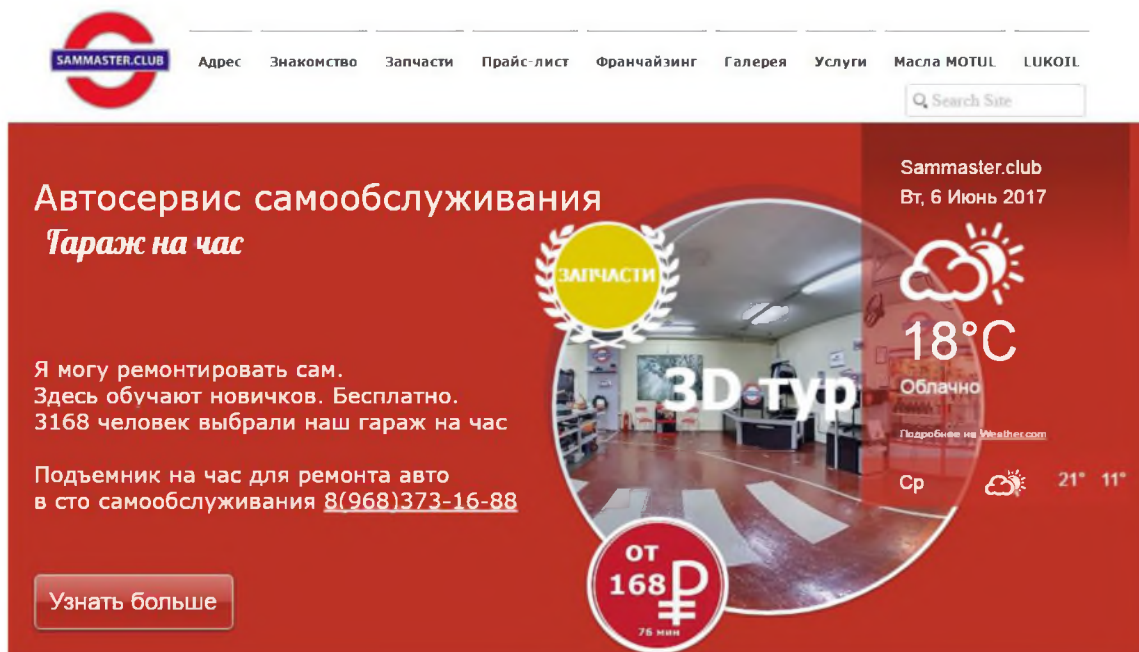 SAMMASTER.CLUB
Адрес Знакомство Запчасти Прайс-лист Франчайзинг Галерея Услуги Масла MOTUL LUKOIL
Search Site
Автосервис самообслуживания
Гараж на час
Я могу ремонтировать сам.
Здесь обучают новичков. Бесплатно.
3168 человек выбрали наш гараж на час
Подъемник на час для ремонта авто
в сто самообслуживания 8(968)373-16-88
Узнать больше
ЗАПЧАСТИ
3D тур
от
168 ₽
76 мин
Sammaster.club
Вт, 6 Июнь 2017
18°C
Облачно
Подробнее на Weather.com
Ср 21° 11°